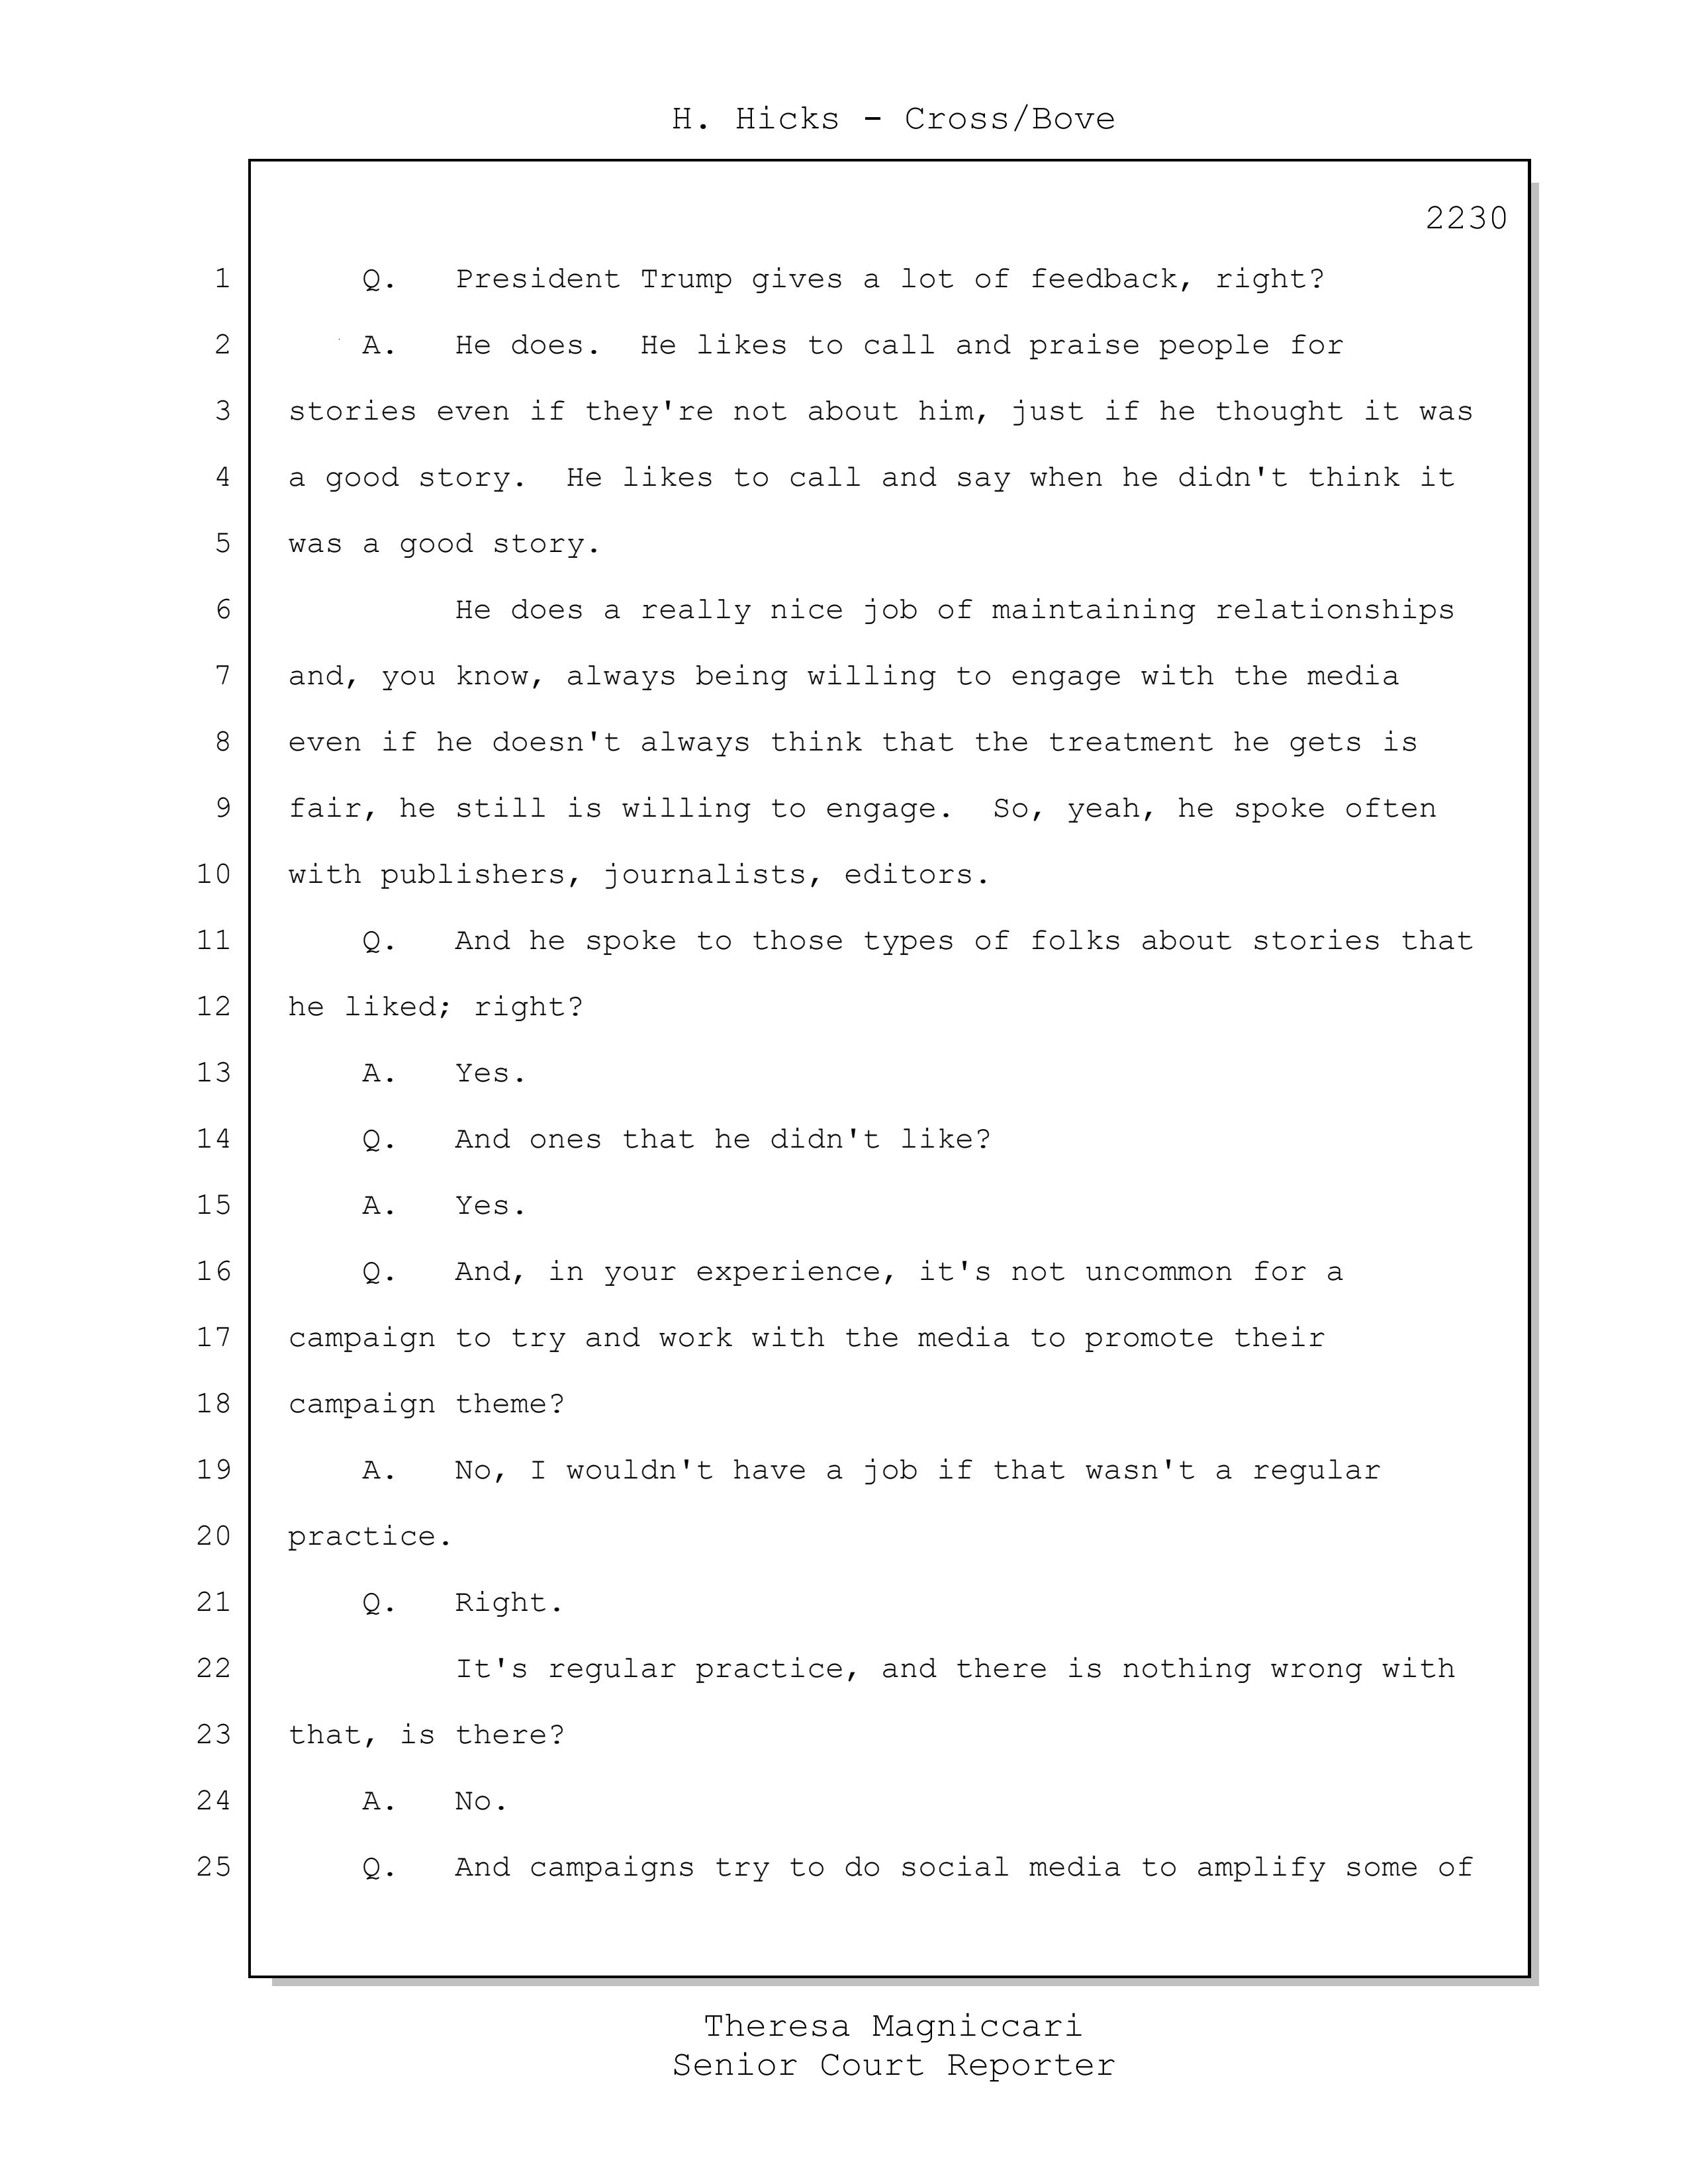 H. Hicks - Cross/Bove
2230
1 Q. President Trump gives a lot of feedback, right?
2 A. He does. He likes to call and praise people for
3 stories even if they're not about him, just if he thought it was
4 a good story. He likes to call and say when he didn't think it
5 was a good story.
6 He does a really nice job of maintaining relationships
7 and, you know, always being willing to engage with the media
8 even if he doesn't always think that the treatment he gets is
9 fair, he still is willing to engage. So, yeah, he spoke often
10 with publishers, journalists, editors.
11 Q. And he spoke to those types of folks about stories that
12 he liked; right?
13 A. Yes.
14 Q. And ones that he didn't like?
15 A. Yes.
16 Q. And, in your experience, it's not uncommon for a
17 campaign to try and work with the media to promote their
18 campaign theme?
19 A. No, I wouldn't have a job if that wasn't a regular
20 practice.
21 Q. Right.
22 It's regular practice, and there is nothing wrong with
23 that, is there?
24 A. No.
25 Q. And campaigns try to do social media to amplify some of
Theresa Magniccari
Senior Court Reporter